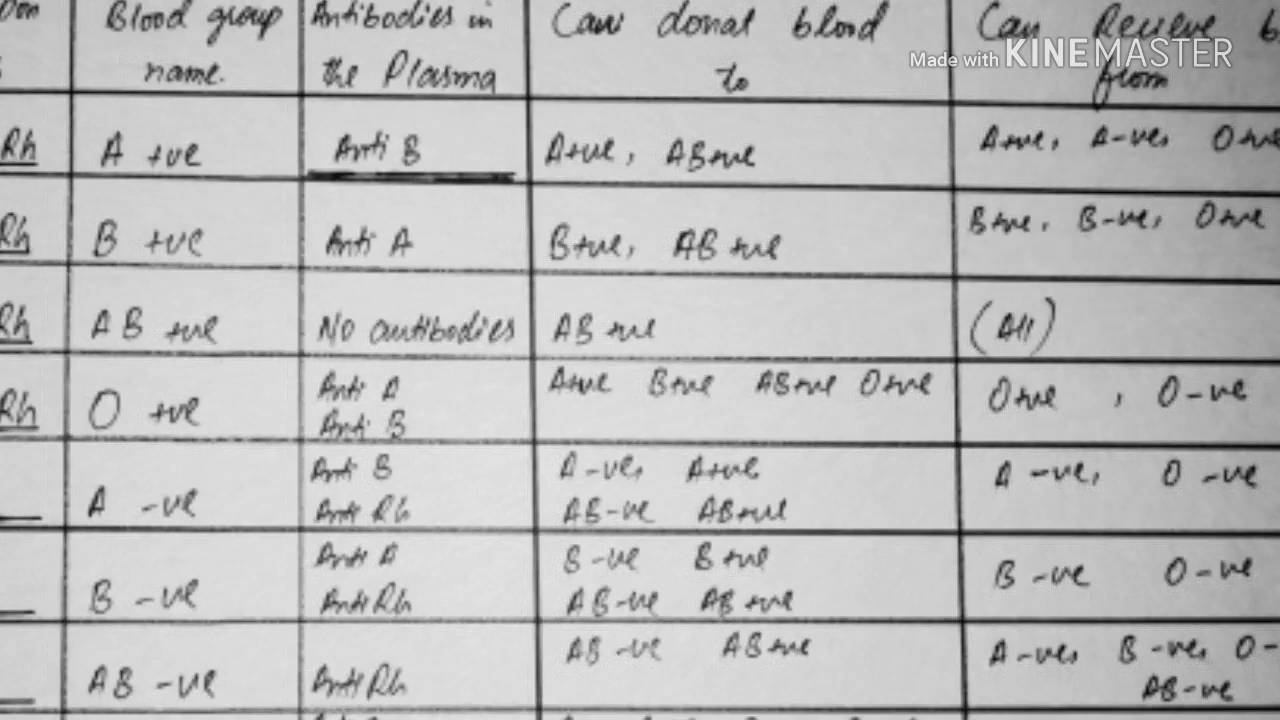 Blood group Antibodies in Can donat blood Can Recieve b
name. the Plasma to from
Made with KINEMASTER
Rh A +ve Anti B A+ve, AB+ve A+ve, A-ve, O+ve
Rh B +ve Anti A B+ve, AB+ve B+ve, B-ve, O+ve
Rh AB +ve No antibodies AB+ve (All)
Rh O +ve Anti A A+ve B+ve AB+ve O+ve O+ve , O-ve
Anti B
A -ve Anti B A-ve, A+ve A -ve, O -ve
Anti Rh AB-ve AB+ve
B -ve Anti A B-ve B+ve B -ve O-ve
Anti Rh AB-ve AB+ve
AB -ve Anti Rh AB -ve AB+ve A-ve, B-ve, O-
AB-ve